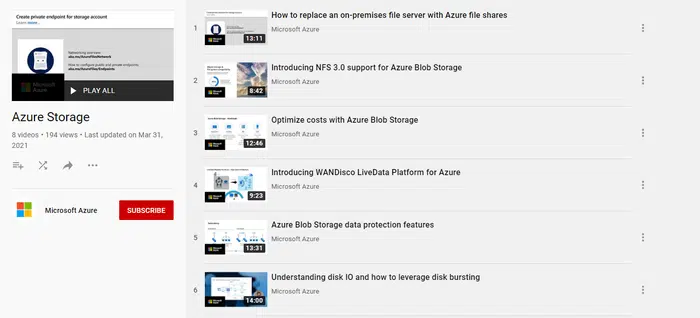 Create private endpoint for storage account
Learn more...
PLAY ALL
Azure Storage
8 videos • 194 views • Last updated on Mar 31,
2021
Microsoft Azure
SUBSCRIBE
1
13:11
How to replace an on-premises file server with Azure file shares
Microsoft Azure
2
8:42
Introducing NFS 3.0 support for Azure Blob Storage
Microsoft Azure
3
12:46
Optimize costs with Azure Blob Storage
Microsoft Azure
4
9:23
Introducing WANDisco LiveData Platform for Azure
Microsoft Azure
5
13:31
Azure Blob Storage data protection features
Microsoft Azure
6
14:00
Understanding disk IO and how to leverage disk bursting
Microsoft Azure